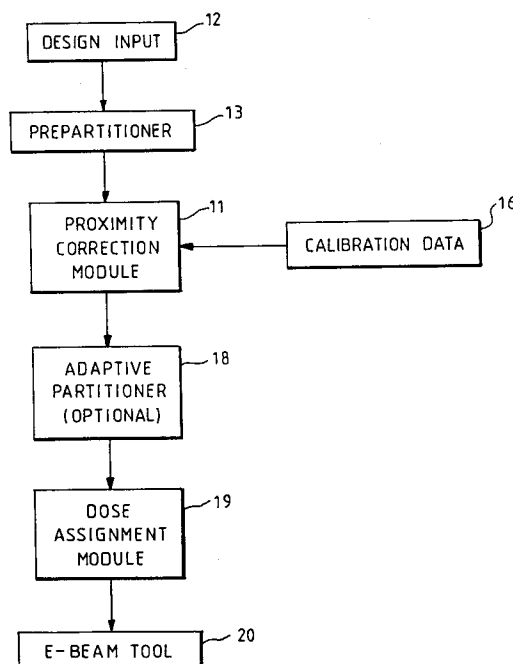 12
DESIGN INPUT
13
PREPARTITIONER
11
PROXIMITY
CORRECTION
MODULE
16
CALIBRATION DATA
18
ADAPTIVE
PARTITIONER
(OPTIONAL)
19
DOSE
ASSIGNMENT
MODULE
20
E-BEAM TOOL